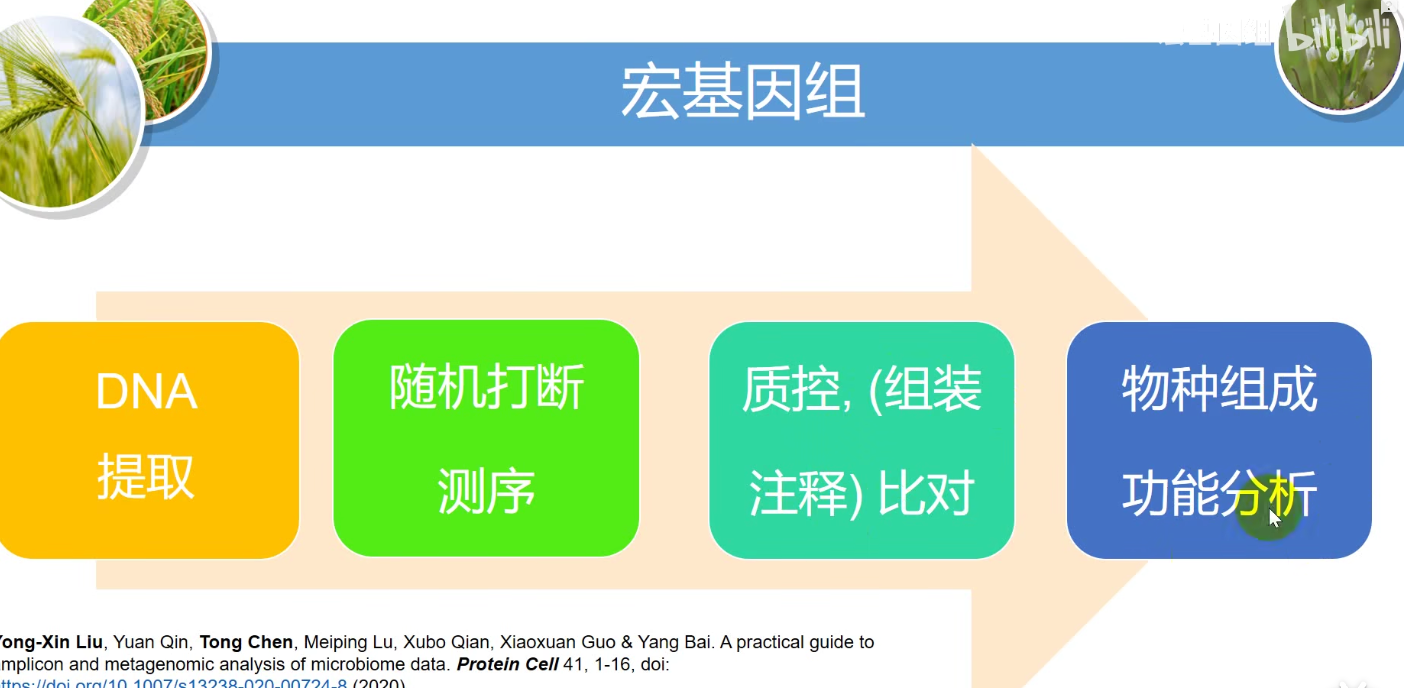 bilibili
宏基因组
DNA
提取
随机打断
测序
质控, (组装
注释) 比对
物种组成
功能分析
Yong-Xin Liu, Yuan Qin, Tong Chen, Meiping Lu, Xubo Qian, Xiaoxuan Guo & Yang Bai. A practical guide to
amplicon and metagenomic analysis of microbiome data. Protein Cell 41, 1-16, doi:
https://doi.org/10.1007/s13238-020-00724-8 (2020)